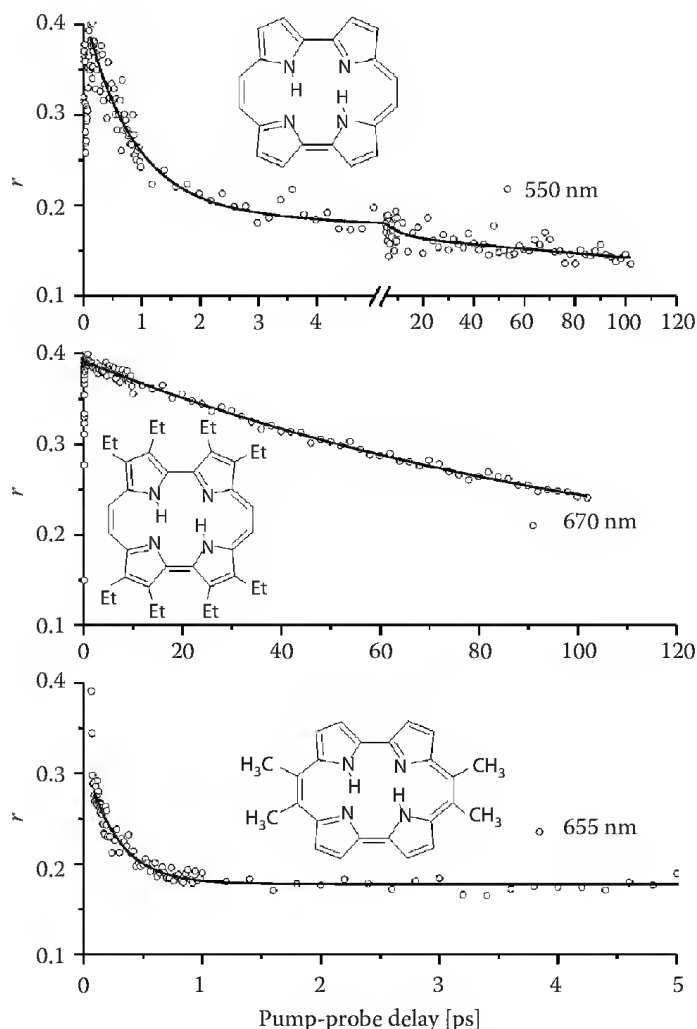 0.4
0.3
r
0.2
0.1
N
N
H
H
N
N
550 nm
0 1 2 3 4 20 40 60 80 100 120
0.4
0.3
r
0.2
0.1
Et Et Et
Et Et
N
N
H
H
N
N
Et Et
Et Et Et
670 nm
0 20 40 60 80 100 120
0.4
0.3
r
0.2
0.1
H₃C
CH₃
N
N
H
H
H₃C
N
N
CH₃
655 nm
0 1 2 3 4 5
Pump-probe delay [ps]